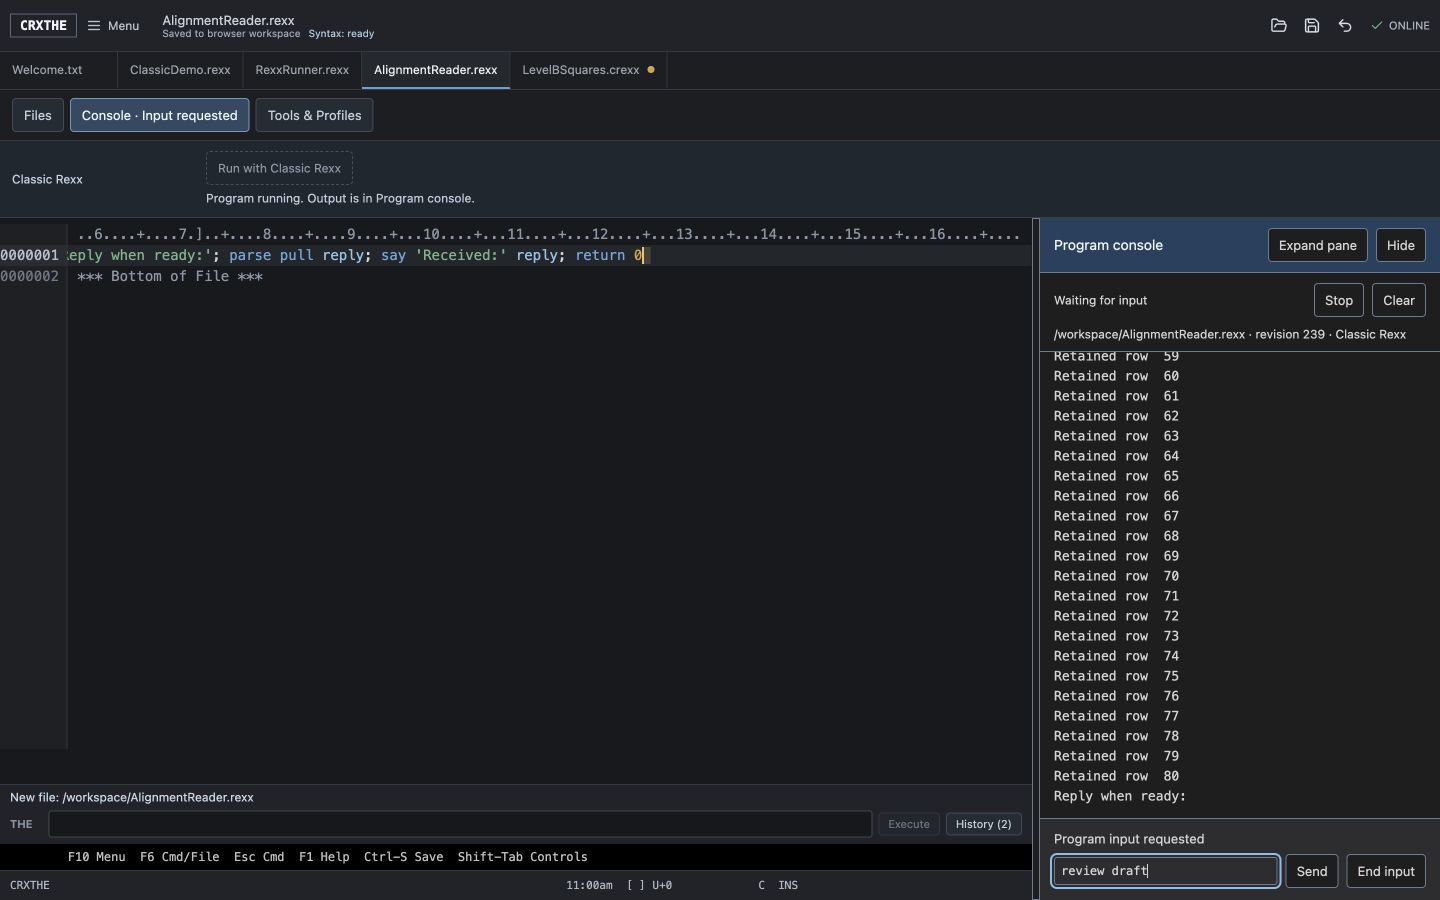 CRXTHE
Menu
AlignmentReader.rexx
Saved to browser workspace Syntax: ready
ONLINE
Welcome.txt ClassicDemo.rexx RexxRunner.rexx AlignmentReader.rexx LevelBSquares.crexx
Files Console · Input requested Tools & Profiles
Classic Rexx
Run with Classic Rexx
Program running. Output is in Program console.
..6....+....7.]..+....8....+....9....+...10....+...11....+...12....+...13....+...14....+...15....+...16....+....
0000001 eply when ready:'; parse pull reply; say 'Received:' reply; return 0
0000002 *** Bottom of File ***
New file: /workspace/AlignmentReader.rexx
THE
Execute History (2)
F10 Menu F6 Cmd/File Esc Cmd F1 Help Ctrl-S Save Shift-Tab Controls
CRXTHE 11:00am [ ] U+0 C INS
Program console Expand pane Hide
Waiting for input Stop Clear
/workspace/AlignmentReader.rexx · revision 239 · Classic Rexx
Retained row 59
Retained row 60
Retained row 61
Retained row 62
Retained row 63
Retained row 64
Retained row 65
Retained row 66
Retained row 67
Retained row 68
Retained row 69
Retained row 70
Retained row 71
Retained row 72
Retained row 73
Retained row 74
Retained row 75
Retained row 76
Retained row 77
Retained row 78
Retained row 79
Retained row 80
Reply when ready:
Program input requested
review draft Send End input